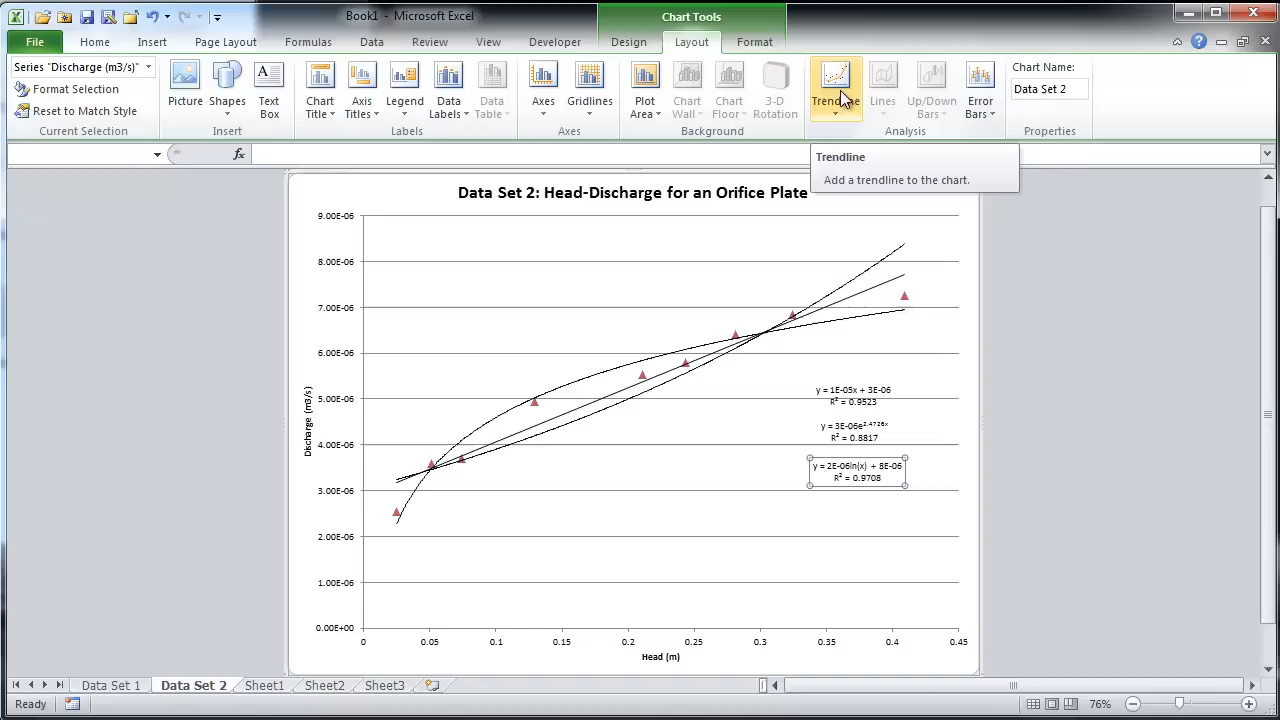 Book1 - Microsoft Excel
Chart Tools
File Home Insert Page Layout Formulas Data Review View Developer Design Layout Format
Series "Discharge (m3/s)"
Format Selection
Reset to Match Style
Current Selection
Picture Shapes Text Box
Insert
Chart Title Axis Titles Legend Data Labels Data Table
Labels
Axes Gridlines
Axes
Plot Area Chart Wall Chart Floor 3-D Rotation
Background
Trendline Lines Up/Down Bars Error Bars
Analysis
Chart Name:
Data Set 2
Properties
fx
Trendline
Add a trendline to the chart.
Data Set 2: Head-Discharge for an Orifice Plate
9.00E-06
8.00E-06
7.00E-06
6.00E-06
5.00E-06
4.00E-06
3.00E-06
2.00E-06
1.00E-06
0.00E+00
Discharge (m3/s)
y = 1E-05x + 3E-06
R² = 0.9523
y = 3E-06e^2.4726x
R² = 0.8817
y = 2E-06ln(x) + 8E-06
R² = 0.9708
0 0.05 0.1 0.15 0.2 0.25 0.3 0.35 0.4 0.45
Head (m)
Data Set 1 Data Set 2 Sheet1 Sheet2 Sheet3
Ready
76%